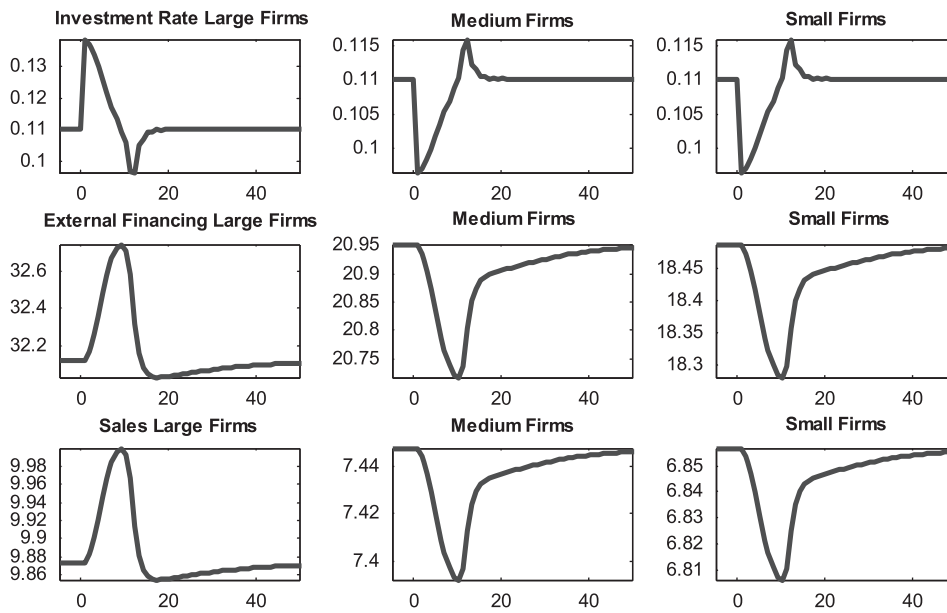 Investment Rate Large Firms
Medium Firms
Small Firms
0.13
0.12
0.11
0.1
0 20 40
0.115
0.11
0.105
0.1
0 20 40
0.115
0.11
0.105
0.1
0 20 40
External Financing Large Firms
Medium Firms
Small Firms
32.6
32.4
32.2
0 20 40
20.95
20.9
20.85
20.8
20.75
0 20 40
18.45
18.4
18.35
18.3
0 20 40
Sales Large Firms
Medium Firms
Small Firms
9.98
9.96
9.94
9.92
9.9
9.88
9.86
0 20 40
7.44
7.42
7.4
0 20 40
6.85
6.84
6.83
6.82
6.81
0 20 40